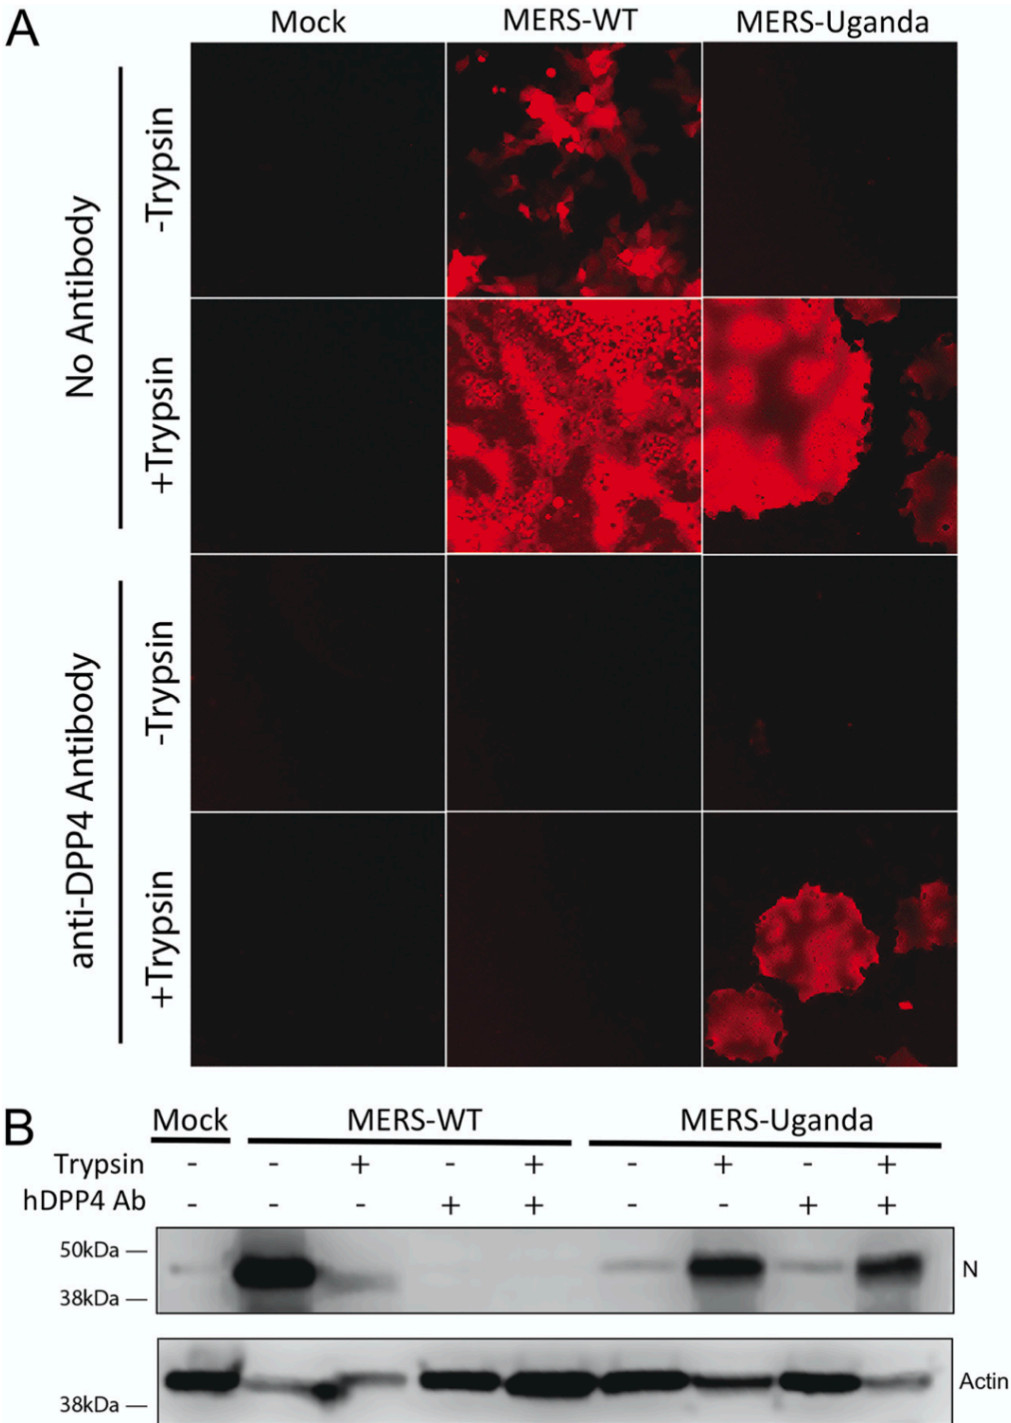 A
Mock MERS-WT MERS-Uganda
No Antibody
-Trypsin
+Trypsin
anti-DPP4 Antibody
-Trypsin
+Trypsin
B
Mock MERS-WT MERS-Uganda
Trypsin - - + - + - + - +
hDPP4 Ab - - - + + - - + +
50kDa
N
38kDa
Actin
38kDa